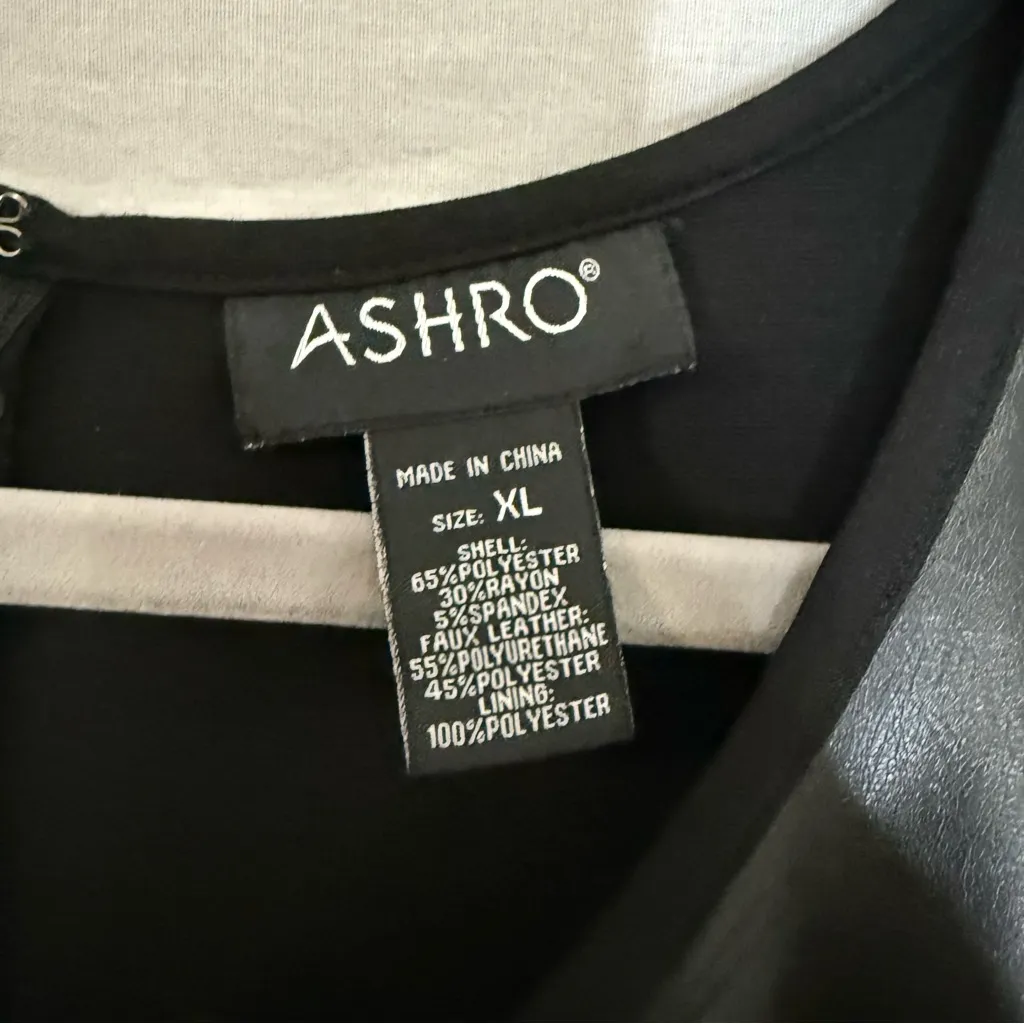 ASHRO®
MADE IN CHINA
SIZE: XL
SHELL:
65%POLYESTER
30%RAYON
5%SPANDEX
FAUX LEATHER:
55%POLYURETHANE
45%POLYESTER
LINING:
100%POLYESTER